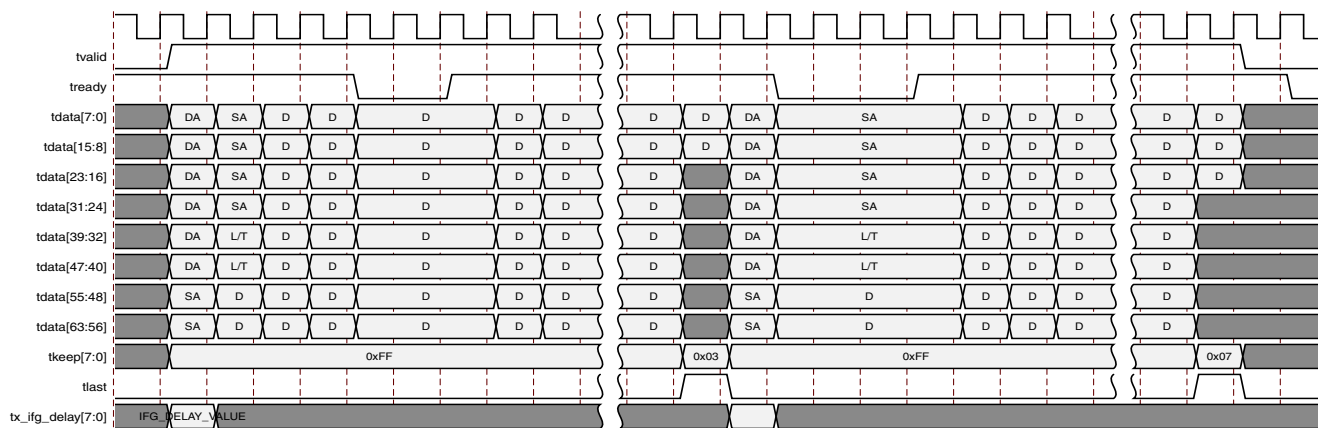 tvalid
tready
tdata[7:0] DA SA D D D D D D D DA SA D D D D D
tdata[15:8] DA SA D D D D D D D DA SA D D D D D
tdata[23:16] DA SA D D D D D D DA SA D D D D D
tdata[31:24] DA SA D D D D D D DA SA D D D D
tdata[39:32] DA L/T D D D D D D DA L/T D D D D
tdata[47:40] DA L/T D D D D D D DA L/T D D D D
tdata[55:48] SA D D D D D D D SA D D D D D
tdata[63:56] SA D D D D D D D SA D D D D D
tkeep[7:0] 0xFF 0x03 0xFF 0x07
tlast
tx_ifg_delay[7:0] IFG_DELAY_VALUE